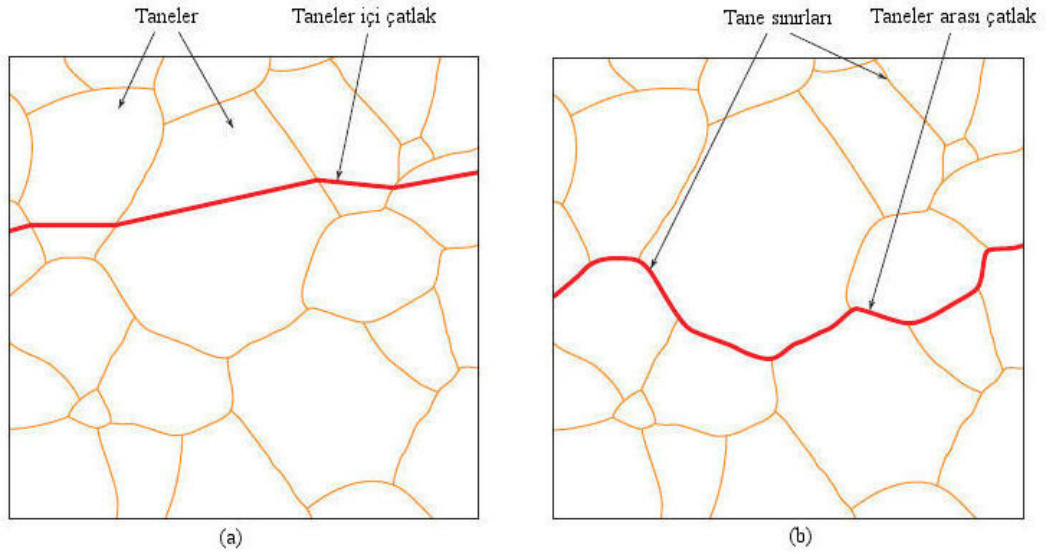 Taneler
Taneler içi çatlak
Tane sınırları
Taneler arası çatlak
(a)
(b)